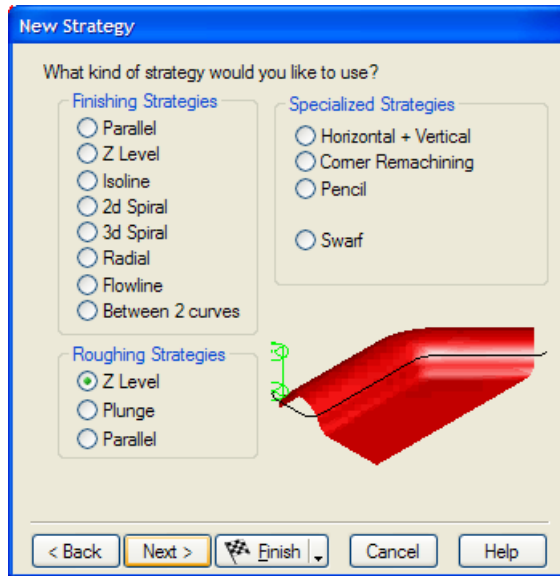 New Strategy
What kind of strategy would you like to use?
Finishing Strategies
Parallel
Z Level
Isoline
2d Spiral
3d Spiral
Radial
Flowline
Between 2 curves
Specialized Strategies
Horizontal + Vertical
Corner Remachining
Pencil
Swarf
Roughing Strategies
Z Level
Plunge
Parallel
< Back
Next >
Finish
Cancel
Help